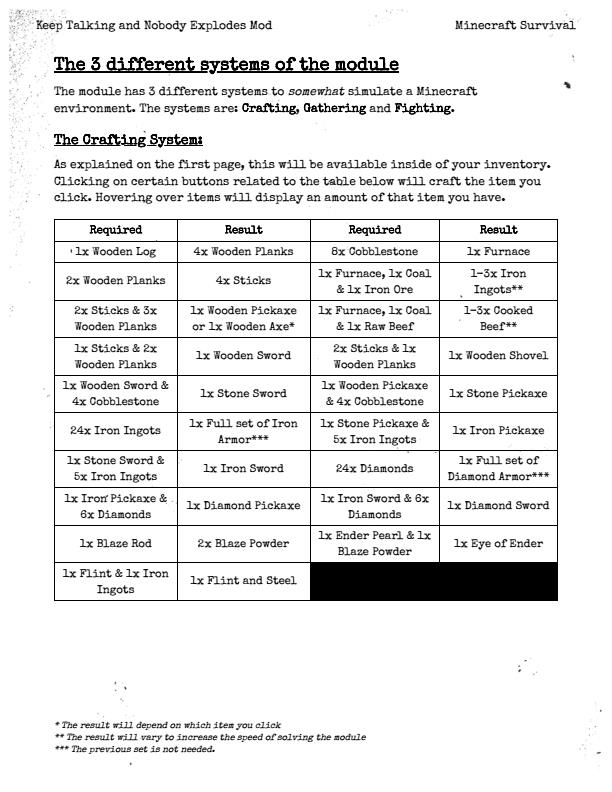 Keep Talking and Nobody Explodes Mod
Minecraft Survival
The 3 different systems of the module
The module has 3 different systems to somewhat simulate a Minecraft
environment. The systems are: Crafting, Gathering and Fighting.
The Crafting System:
As explained on the first page, this will be available inside of your inventory.
Clicking on certain buttons related to the table below will craft the item you
click. Hovering over items will display an amount of that item you have.
Required Result Required Result
1x Wooden Log 4x Wooden Planks 8x Cobblestone 1x Furnace
2x Wooden Planks 4x Sticks 1x Furnace, 1x Coal
& 1x Iron Ore 1-3x Iron
Ingots**
2x Sticks & 3x
Wooden Planks 1x Wooden Pickaxe
or 1x Wooden Axe* 1x Furnace, 1x Coal
& 1x Raw Beef 1-3x Cooked
Beef**
1x Sticks & 2x
Wooden Planks 1x Wooden Sword 2x Sticks & 1x
Wooden Planks 1x Wooden Shovel
1x Wooden Sword &
4x Cobblestone 1x Stone Sword 1x Wooden Pickaxe
& 4x Cobblestone 1x Stone Pickaxe
24x Iron Ingots 1x Full set of Iron
Armor*** 1x Stone Pickaxe &
5x Iron Ingots 1x Iron Pickaxe
1x Stone Sword &
5x Iron Ingots 1x Iron Sword 24x Diamonds 1x Full set of
Diamond Armor***
1x Iron Pickaxe &
6x Diamonds 1x Diamond Pickaxe 1x Iron Sword & 6x
Diamonds 1x Diamond Sword
1x Blaze Rod 2x Blaze Powder 1x Ender Pearl & 1x
Blaze Powder 1x Eye of Ender
1x Flint & 1x Iron
Ingots 1x Flint and Steel
* The result will depend on which item you click
** The result will vary to increase the speed of solving the module
*** The previous set is not needed.